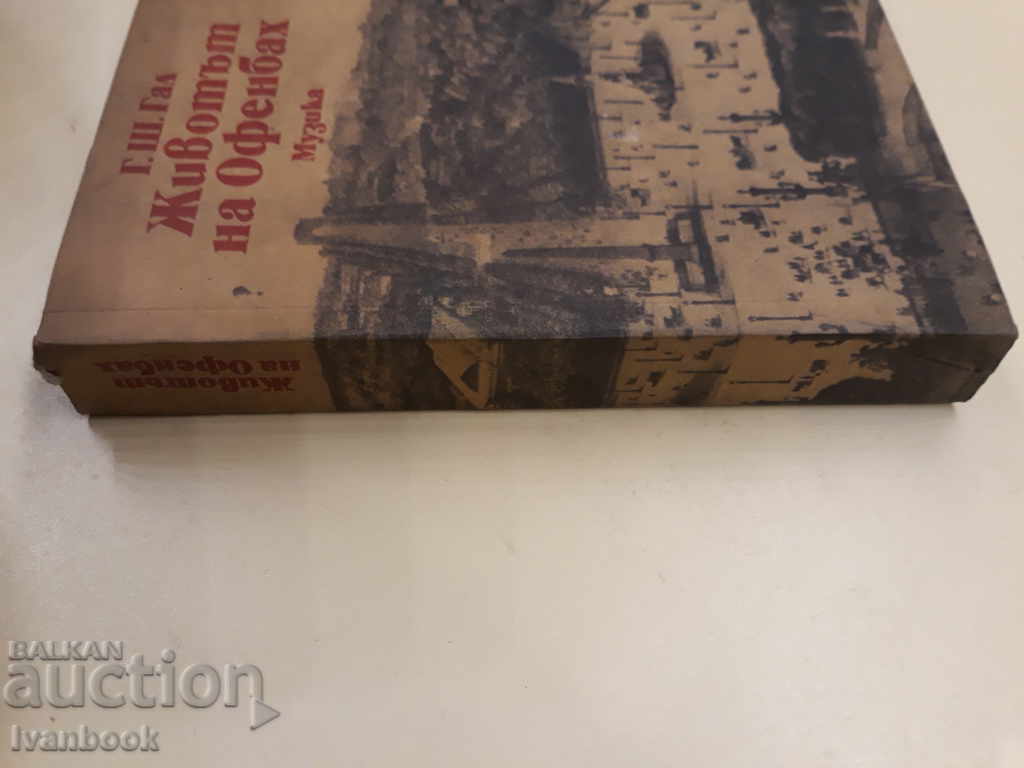 Г. Ш. Гал
Животът
на Офенбах
Музика
Животът
на Офенбах
BALKAN
auction
Ivanbook